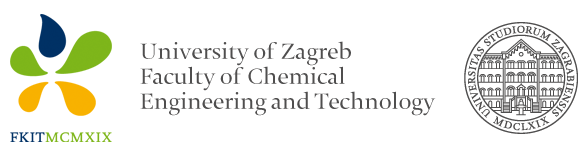 University of Zagreb
Faculty of Chemical
Engineering and Technology
FKITMCMXIX
UNIVERSITAS STUDIORUM ZAGRABIENSIS
MDCLXIX